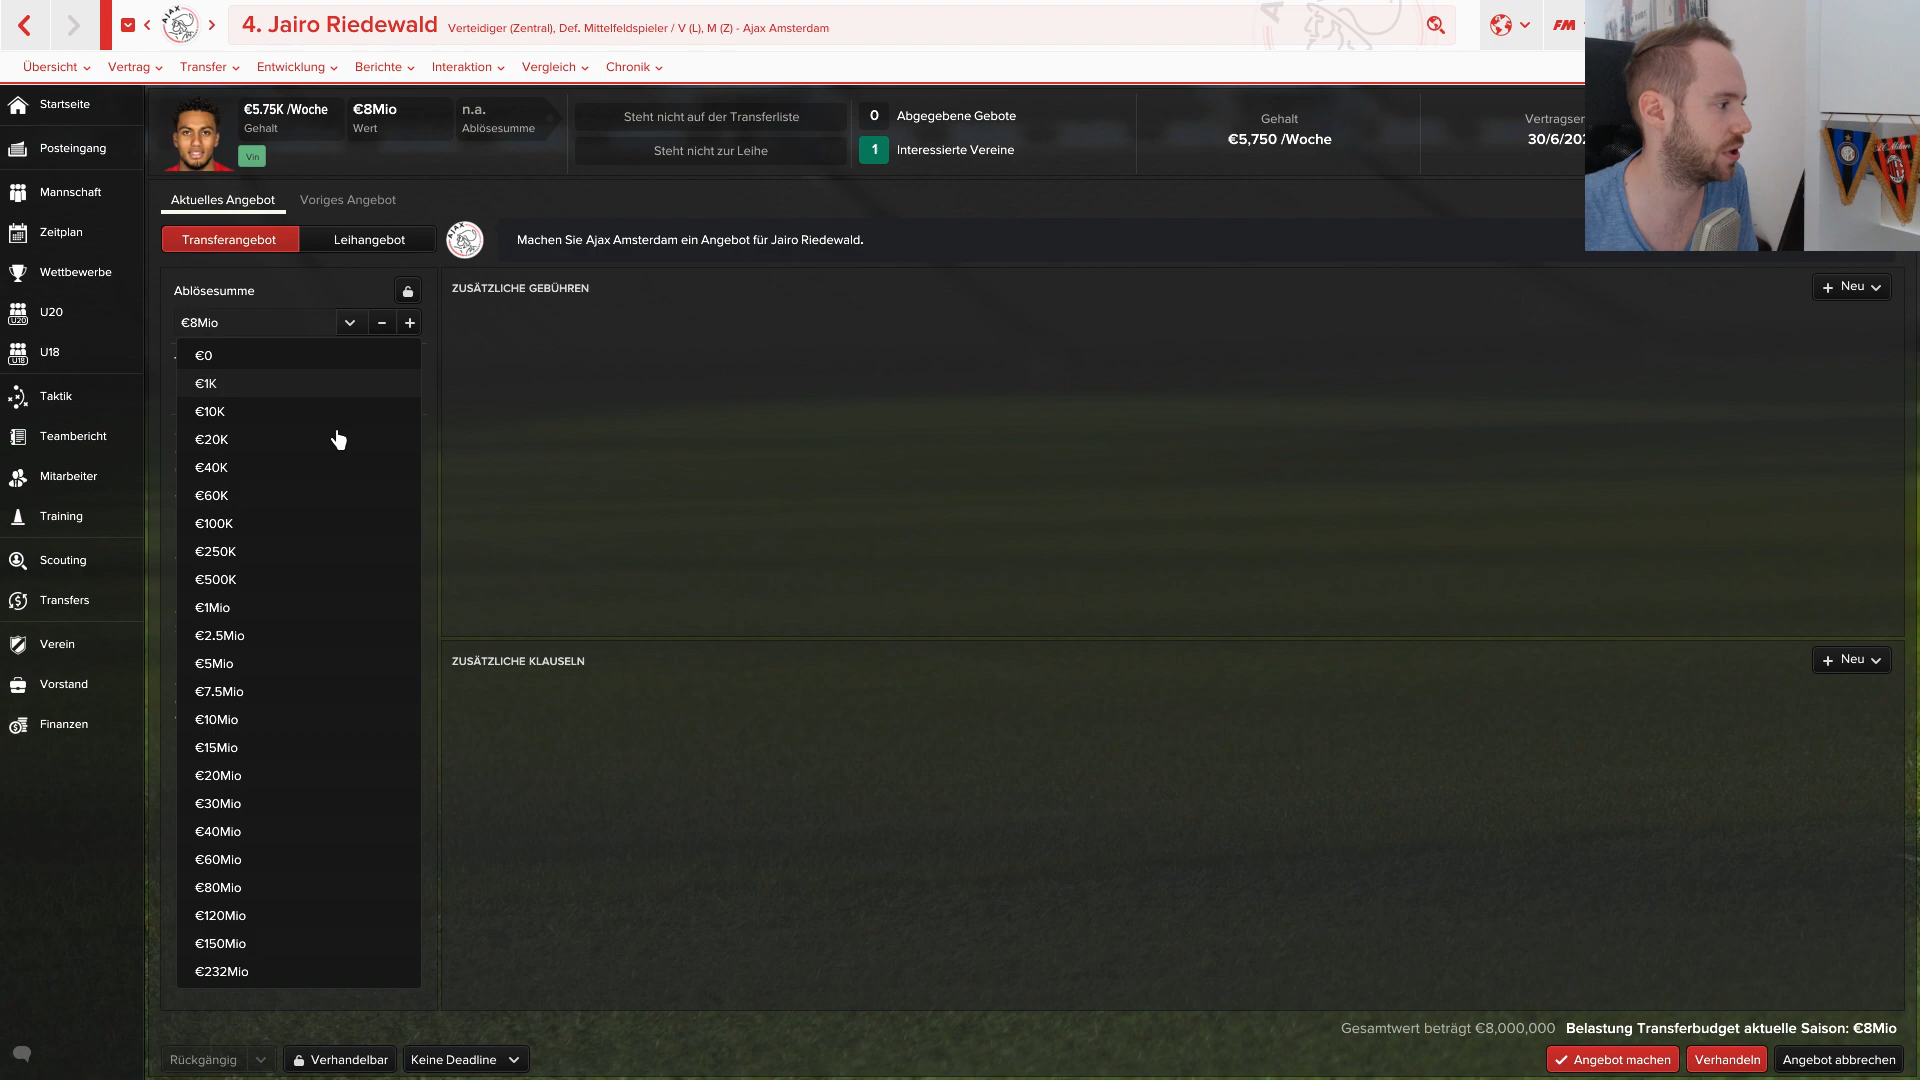 4. Jairo Riedewald Verteidiger (Zentral), Def. Mittelfeldspieler / V (L), M (Z) - Ajax Amsterdam
FM
Übersicht Vertrag Transfer Entwicklung Berichte Interaktion Vergleich Chronik
Startseite
Posteingang
Mannschaft
Zeitplan
Wettbewerbe
U20
U18
Taktik
Teambericht
Mitarbeiter
Training
Scouting
Transfers
Verein
Vorstand
Finanzen
€5.75K /Woche
Gehalt
Vin
€8Mio
Wert
n.a.
Ablösesumme
Steht nicht auf der Transferliste
Steht nicht zur Leihe
0 Abgegebene Gebote
1 Interessierte Vereine
Gehalt
€5,750 /Woche
Vertragser
30/6/202
Aktuelles Angebot Voriges Angebot
Transferangebot Leihangebot
AJAX
Machen Sie Ajax Amsterdam ein Angebot für Jairo Riedewald.
Ablösesumme
€8Mio
€0
€1K
€10K
€20K
€40K
€60K
€100K
€250K
€500K
€1Mio
€2.5Mio
€5Mio
€7.5Mio
€10Mio
€15Mio
€20Mio
€30Mio
€40Mio
€60Mio
€80Mio
€120Mio
€150Mio
€232Mio
ZUSÄTZLICHE GEBÜHREN
+ Neu
ZUSÄTZLICHE KLAUSELN
+ Neu
Gesamtwert beträgt €8,000,000 Belastung Transferbudget aktuelle Saison: €8Mio
Rückgängig Verhandelbar Keine Deadline
Angebot machen Verhandeln Angebot abbrechen